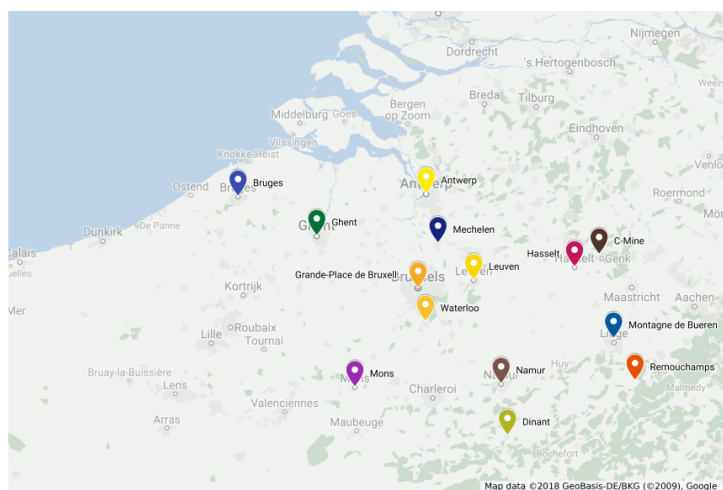 Nijmegen
Dordrecht
's Hertogenbosch
Breda
Tilburg
Bergen
op Zoom
Middelburg
Goes
Vlissingen
Eindhoven
Knokke-Heist
Ostend
Bruges
Antwerp
Roermond
De Panne
Dunkirk
Ghent
Mechelen
C-Mine
Hasselt
Genk
Calais
Leuven
Grande-Place de Bruxell
Brussels
Kortrijk
Maastricht
Aachen
Waterloo
Montagne de Bueren
Liège
Roubaix
Lille
Tournai
Bruay-la-Buissière
Lens
Mons
Namur
Huy
Remouchamps
Malmedy
Charleroi
Valenciennes
Arras
Maubeuge
Dinant
Rochefort
Map data ©2018 GeoBasis-DE/BKG (©2009), Google